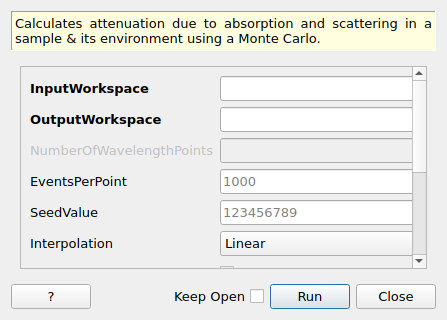 Calculates attenuation due to absorption and scattering in a
sample & its environment using a Monte Carlo.
InputWorkspace
OutputWorkspace
NumberOfWavelengthPoints
EventsPerPoint 1000
SeedValue 123456789
Interpolation Linear
? Keep Open Run Close